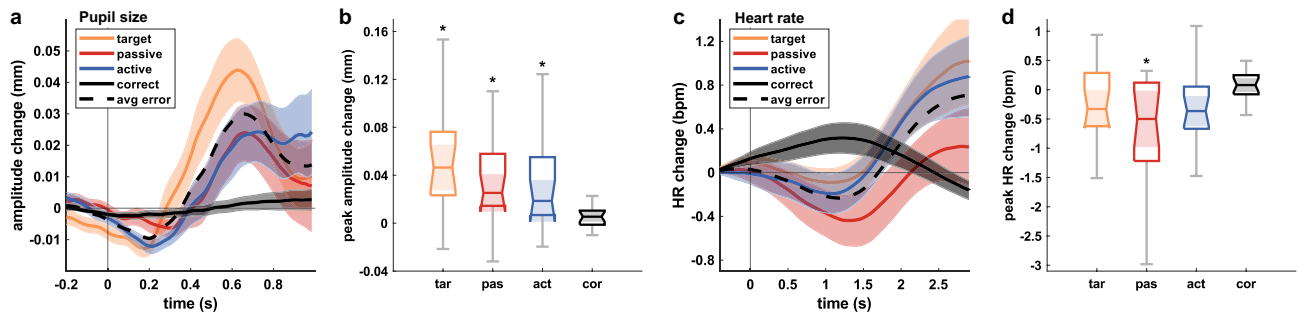 a
Pupil size
target
passive
active
correct
avg error
amplitude change (mm)
0.05
0.04
0.03
0.02
0.01
0
-0.01
-0.2
0
0.2
0.4
0.6
0.8
time (s)
b
peak amplitude change (mm)
0.16
0.12
0.08
0.04
0
-0.04
*
*
*
tar
pas
act
cor
c
Heart rate
target
passive
active
correct
avg error
HR change (bpm)
1.2
0.8
0.4
0
-0.4
-0.8
0
0.5
1
1.5
2
2.5
time (s)
d
peak HR change (bpm)
1
0.5
0
-0.5
-1
-1.5
-2
-2.5
-3
*
tar
pas
act
cor